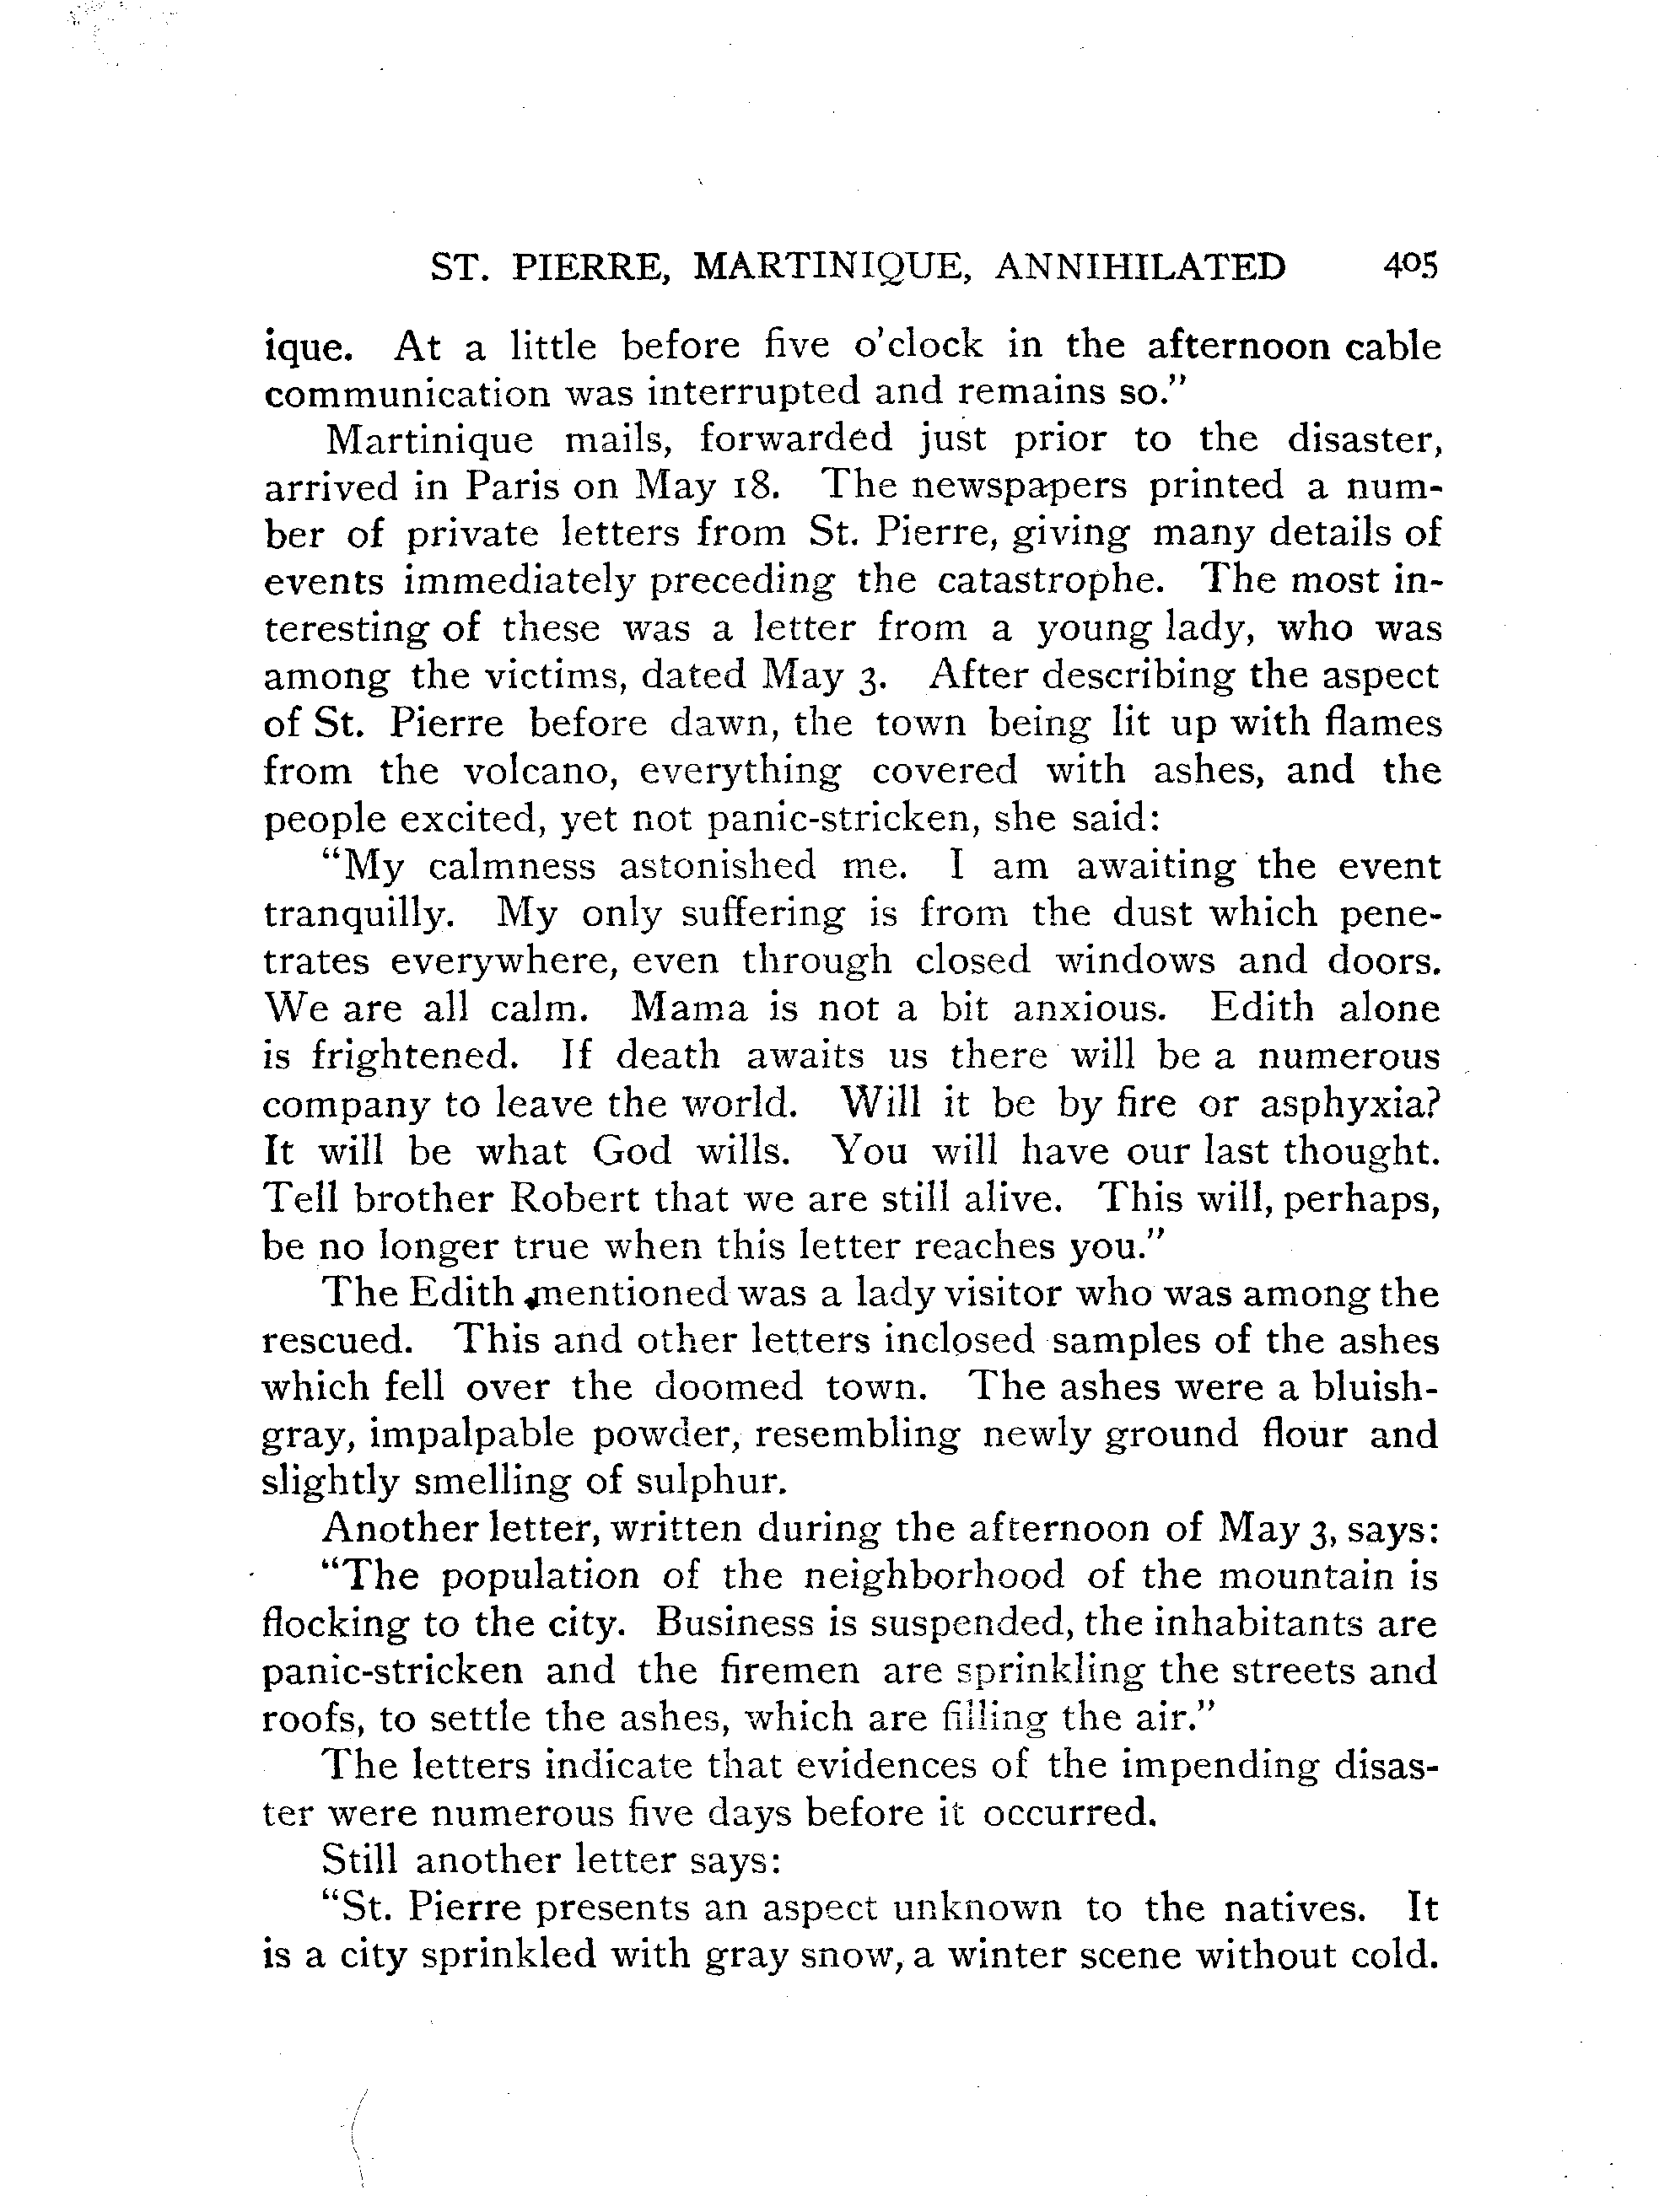 ST. PIERRE, MARTINIQUE, ANNIHILATED 405
ique. At a little before five o'clock in the afternoon cable
communication was interrupted and remains so."
Martinique mails, forwarded just prior to the disaster,
arrived in Paris on May 18. The newspapers printed a num-
ber of private letters from St. Pierre, giving many details of
events immediately preceding the catastrophe. The most in-
teresting of these was a letter from a young lady, who was
among the victims, dated May 3. After describing the aspect
of St. Pierre before dawn, the town being lit up with flames
from the volcano, everything covered with ashes, and the
people excited, yet not panic-stricken, she said:
"My calmness astonished me. I am awaiting the event
tranquilly. My only suffering is from the dust which pene-
trates everywhere, even through closed windows and doors.
We are all calm. Mama is not a bit anxious. Edith alone
is frightened. If death awaits us there will be a numerous
company to leave the world. Will it be by fire or asphyxia?
It will be what God wills. You will have our last thought.
Tell brother Robert that we are still alive. This will, perhaps,
be no longer true when this letter reaches you."
The Edith mentioned was a lady visitor who was among the
rescued. This and other letters inclosed samples of the ashes
which fell over the doomed town. The ashes were a bluish-
gray, impalpable powder, resembling newly ground flour and
slightly smelling of sulphur.
Another letter, written during the afternoon of May 3, says:
"The population of the neighborhood of the mountain is
flocking to the city. Business is suspended, the inhabitants are
panic-stricken and the firemen are sprinkling the streets and
roofs, to settle the ashes, which are filling the air."
The letters indicate that evidences of the impending disas-
ter were numerous five days before it occurred.
Still another letter says:
"St. Pierre presents an aspect unknown to the natives. It
is a city sprinkled with gray snow, a winter scene without cold.